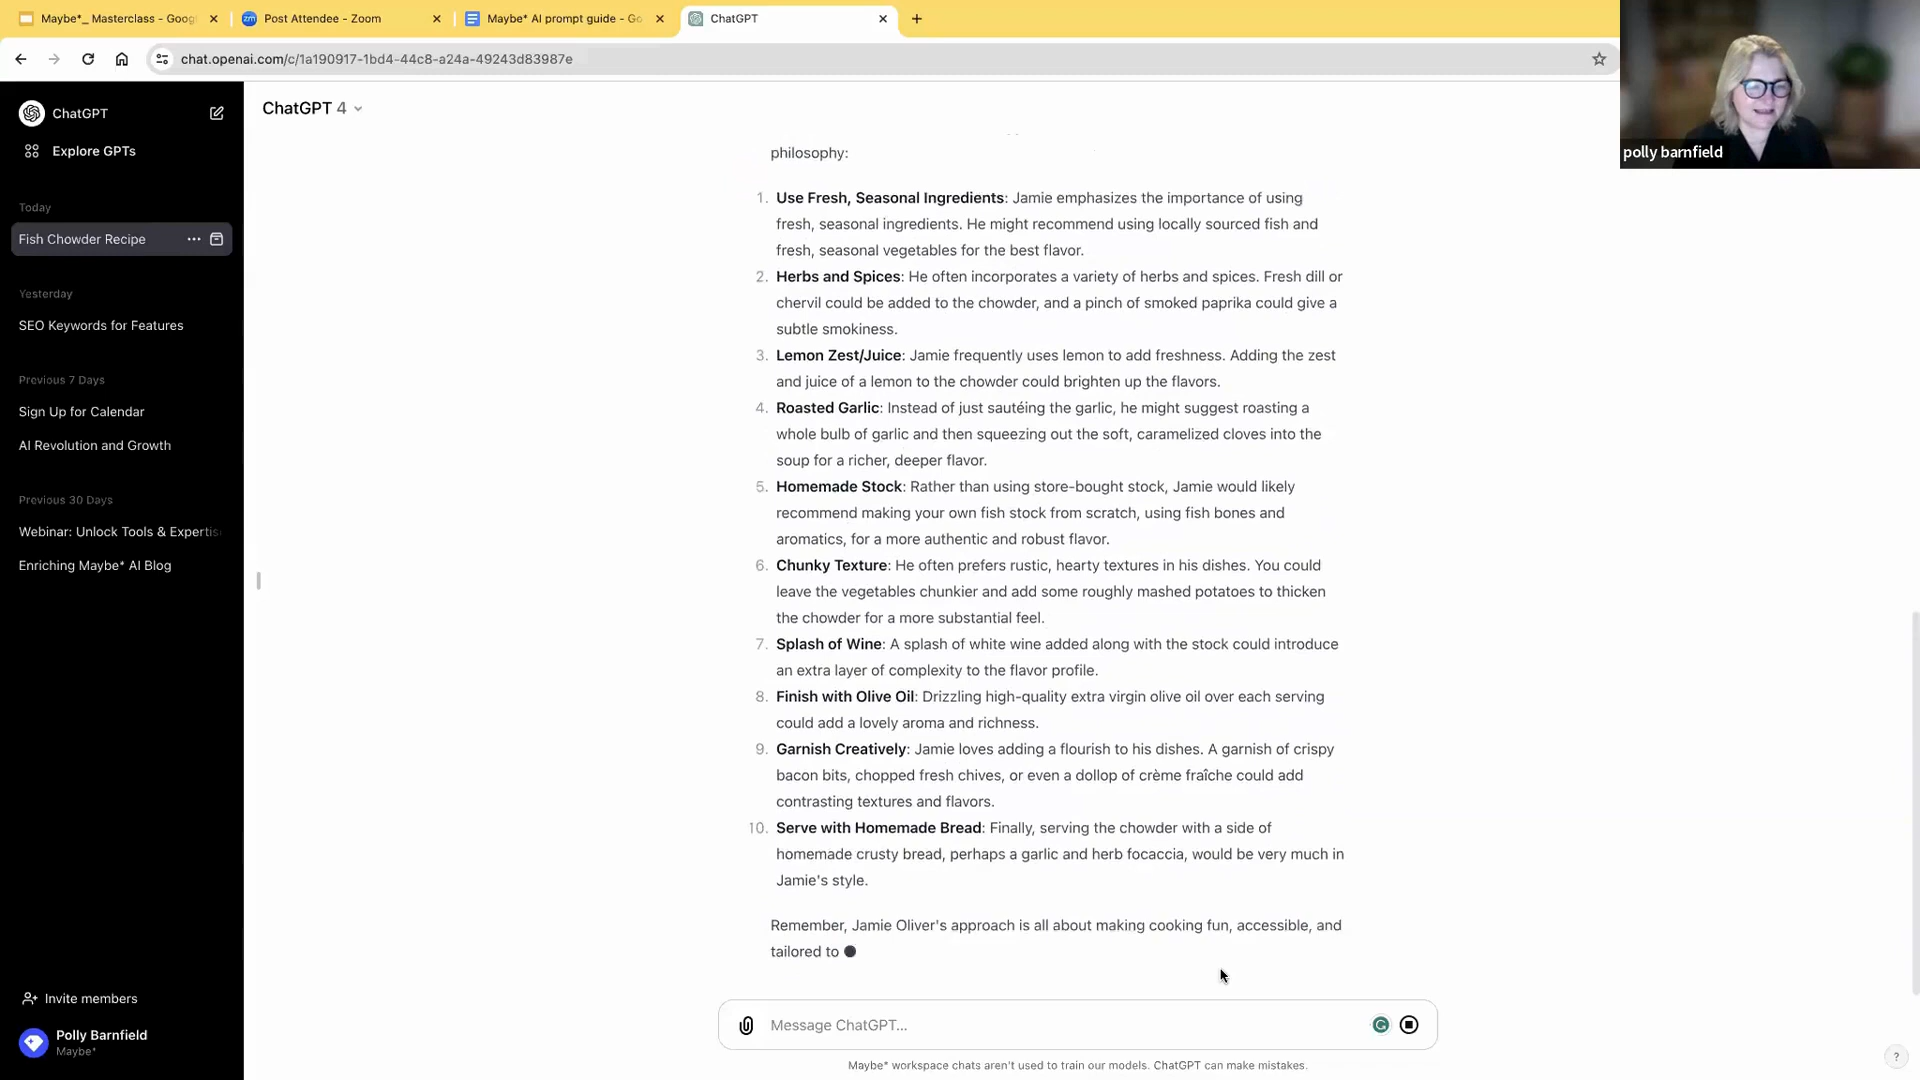 Maybe*_ Masterclass - Goog
Post Attendee - Zoom
Maybe* AI prompt guide - Go
ChatGPT
chat.openai.com/c/1a190917-1bd4-44c8-a24a-49243d83987e
polly barnfield
ChatGPT
Explore GPTs
Today
Fish Chowder Recipe
Yesterday
SEO Keywords for Features
Previous 7 Days
Sign Up for Calendar
AI Revolution and Growth
Previous 30 Days
Webinar: Unlock Tools & Expertis
Enriching Maybe* AI Blog
Invite members
Polly Barnfield
Maybe*
ChatGPT 4
philosophy:
1. Use Fresh, Seasonal Ingredients: Jamie emphasizes the importance of using
fresh, seasonal ingredients. He might recommend using locally sourced fish and
fresh, seasonal vegetables for the best flavor.
2. Herbs and Spices: He often incorporates a variety of herbs and spices. Fresh dill or
chervil could be added to the chowder, and a pinch of smoked paprika could give a
subtle smokiness.
3. Lemon Zest/Juice: Jamie frequently uses lemon to add freshness. Adding the zest
and juice of a lemon to the chowder could brighten up the flavors.
4. Roasted Garlic: Instead of just sautéing the garlic, he might suggest roasting a
whole bulb of garlic and then squeezing out the soft, caramelized cloves into the
soup for a richer, deeper flavor.
5. Homemade Stock: Rather than using store-bought stock, Jamie would likely
recommend making your own fish stock from scratch, using fish bones and
aromatics, for a more authentic and robust flavor.
6. Chunky Texture: He often prefers rustic, hearty textures in his dishes. You could
leave the vegetables chunkier and add some roughly mashed potatoes to thicken
the chowder for a more substantial feel.
7. Splash of Wine: A splash of white wine added along with the stock could introduce
an extra layer of complexity to the flavor profile.
8. Finish with Olive Oil: Drizzling high-quality extra virgin olive oil over each serving
could add a lovely aroma and richness.
9. Garnish Creatively: Jamie loves adding a flourish to his dishes. A garnish of crispy
bacon bits, chopped fresh chives, or even a dollop of crème fraîche could add
contrasting textures and flavors.
10. Serve with Homemade Bread: Finally, serving the chowder with a side of
homemade crusty bread, perhaps a garlic and herb focaccia, would be very much in
Jamie's style.
Remember, Jamie Oliver's approach is all about making cooking fun, accessible, and
tailored to
Message ChatGPT...
Maybe* workspace chats aren't used to train our models. ChatGPT can make mistakes.
?